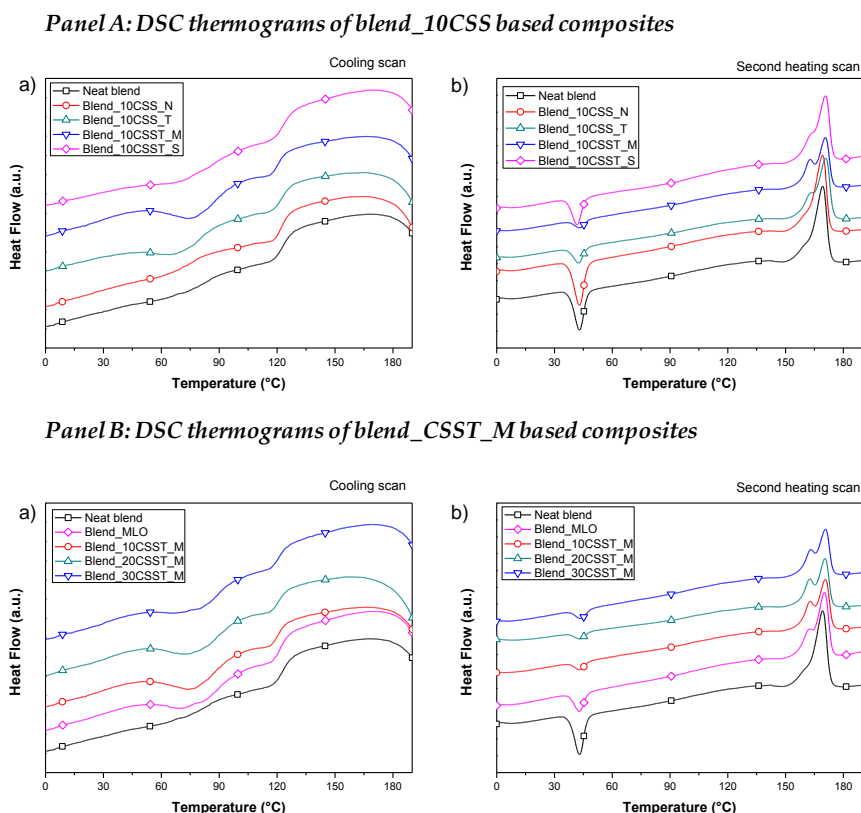 Panel A: DSC thermograms of blend_10CSS based composites
Cooling scan
a)
Neat blend
Blend_10CSS_N
Blend_10CSS_T
Blend_10CSST_M
Blend_10CSST_S
Heat Flow (a.u.)
0 30 60 90 120 150 180
Temperature (°C)
Second heating scan
b)
Neat blend
Blend_10CSS_N
Blend_10CSS_T
Blend_10CSST_M
Blend_10CSST_S
Heat Flow (a.u.)
0 30 60 90 120 150 180
Temperature (°C)
Panel B: DSC thermograms of blend_CSST_M based composites
Cooling scan
a)
Neat blend
Blend_MLO
Blend_10CSST_M
Blend_20CSST_M
Blend_30CSST_M
Heat Flow (a.u.)
0 30 60 90 120 150 180
Temperature (°C)
Second heating scan
b)
Neat blend
Blend_MLO
Blend_10CSST_M
Blend_20CSST_M
Blend_30CSST_M
Heat Flow (a.u.)
0 30 60 90 120 150 180
Temperature (°C)